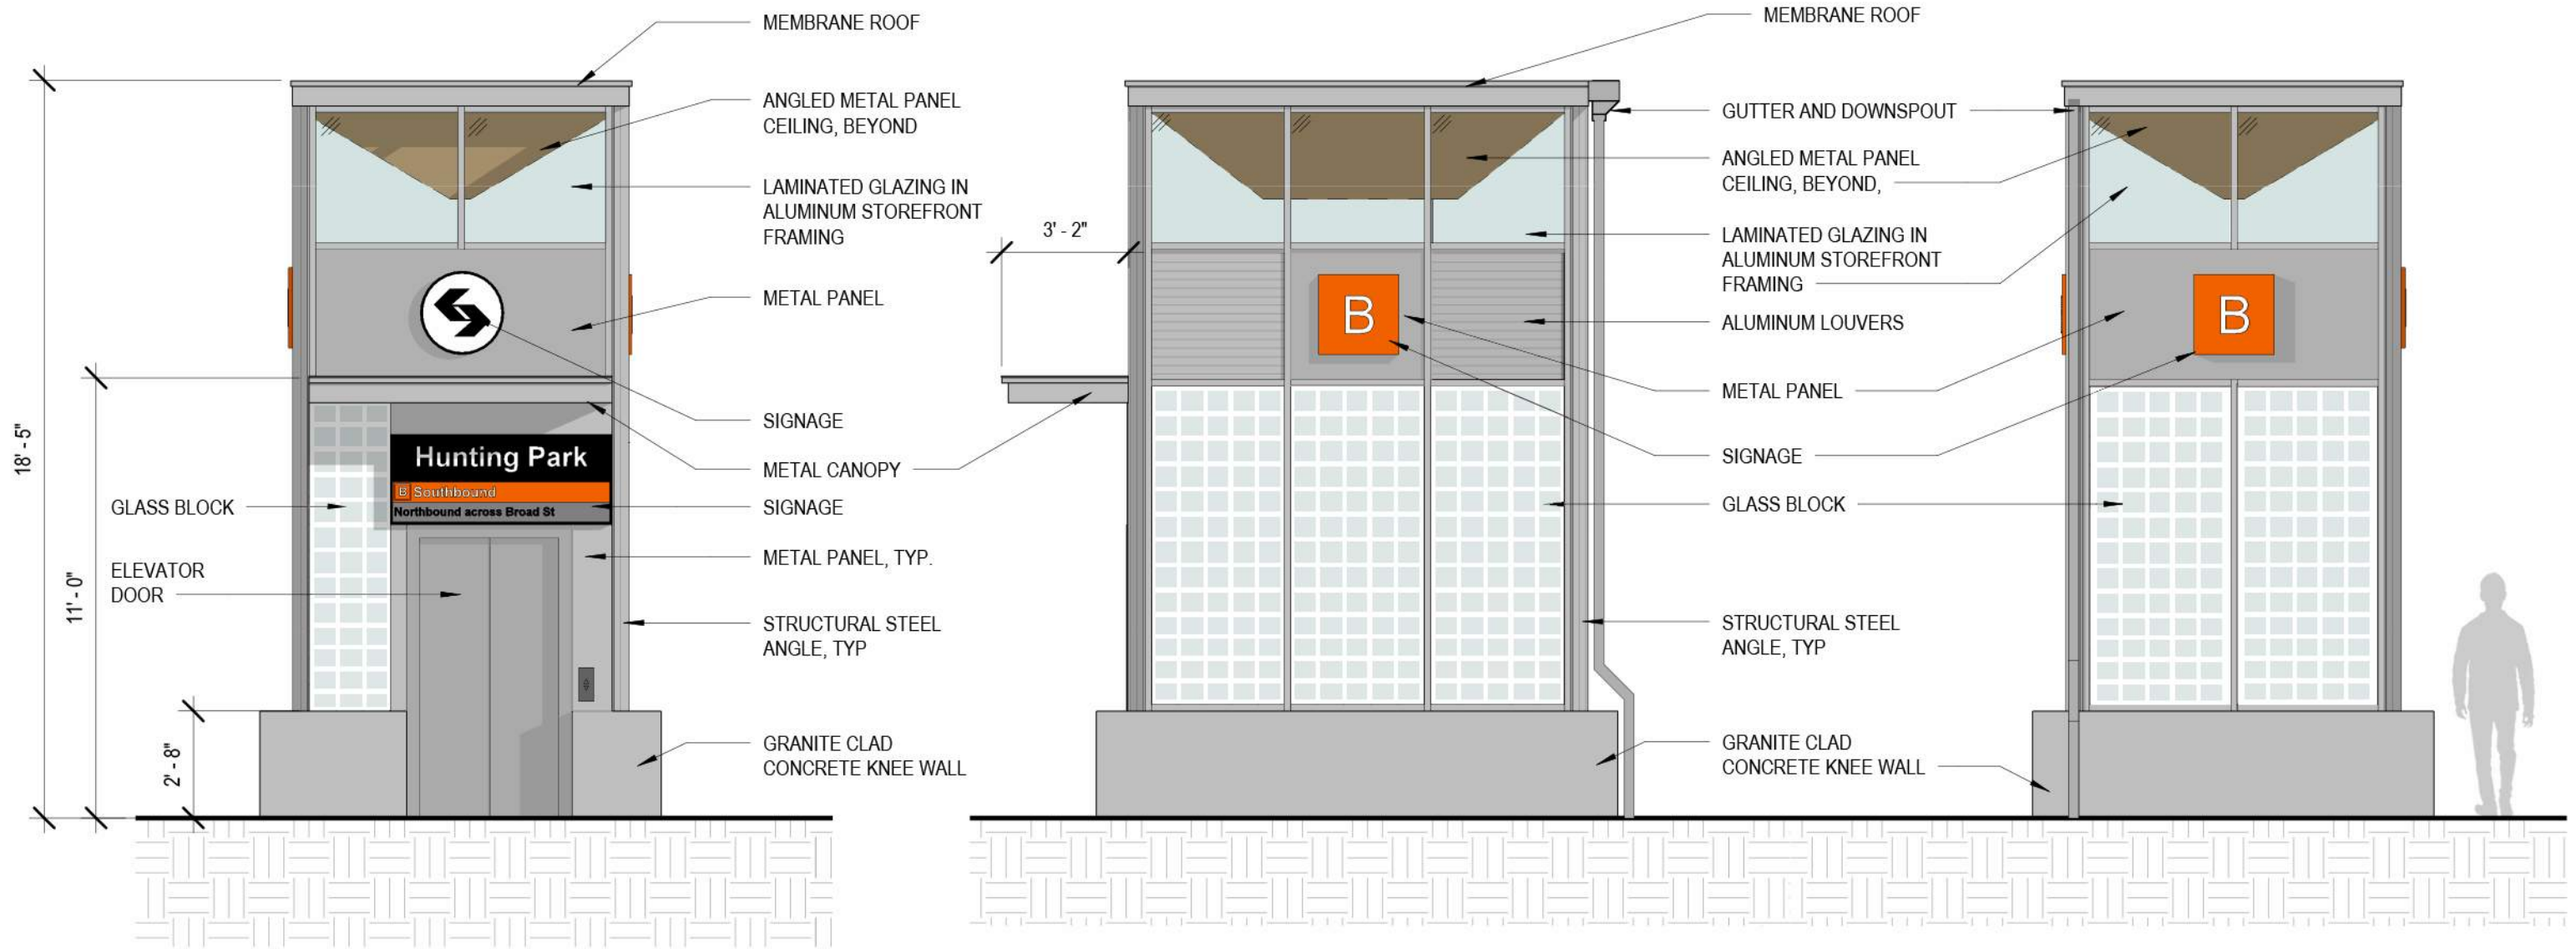 MEMBRANE ROOF
ANGLED METAL PANEL
CEILING, BEYOND
LAMINATED GLAZING IN
ALUMINUM STOREFRONT
FRAMING
METAL PANEL
SIGNAGE
METAL CANOPY
SIGNAGE
METAL PANEL, TYP.
STRUCTURAL STEEL
ANGLE, TYP
GRANITE CLAD
CONCRETE KNEE WALL
18' - 5"
11' - 0"
2' - 8"
GLASS BLOCK
ELEVATOR
DOOR
Hunting Park
B Southbound
Northbound across Broad St
3' - 2"
B
MEMBRANE ROOF
GUTTER AND DOWNSPOUT
ANGLED METAL PANEL
CEILING, BEYOND,
LAMINATED GLAZING IN
ALUMINUM STOREFRONT
FRAMING
ALUMINUM LOUVERS
METAL PANEL
SIGNAGE
GLASS BLOCK
STRUCTURAL STEEL
ANGLE, TYP
GRANITE CLAD
CONCRETE KNEE WALL
B